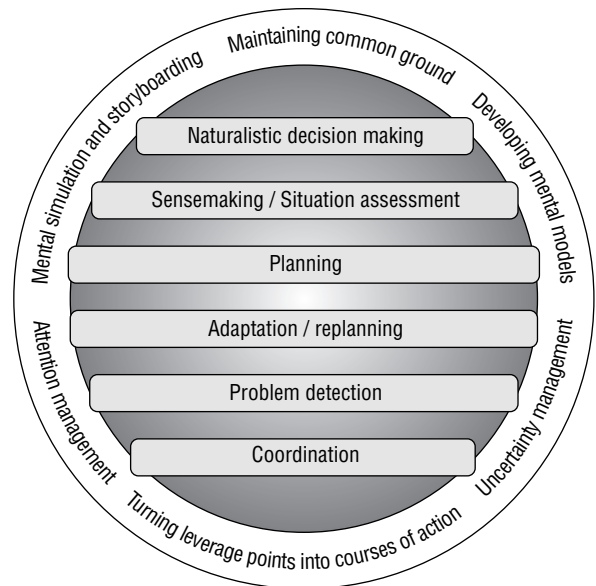 Maintaining common ground
Mental simulation and storyboarding
Developing mental models
Naturalistic decision making
Sensemaking / Situation assessment
Planning
Adaptation / replanning
Problem detection
Coordination
Attention management
Uncertainty management
Turning leverage points into courses of action